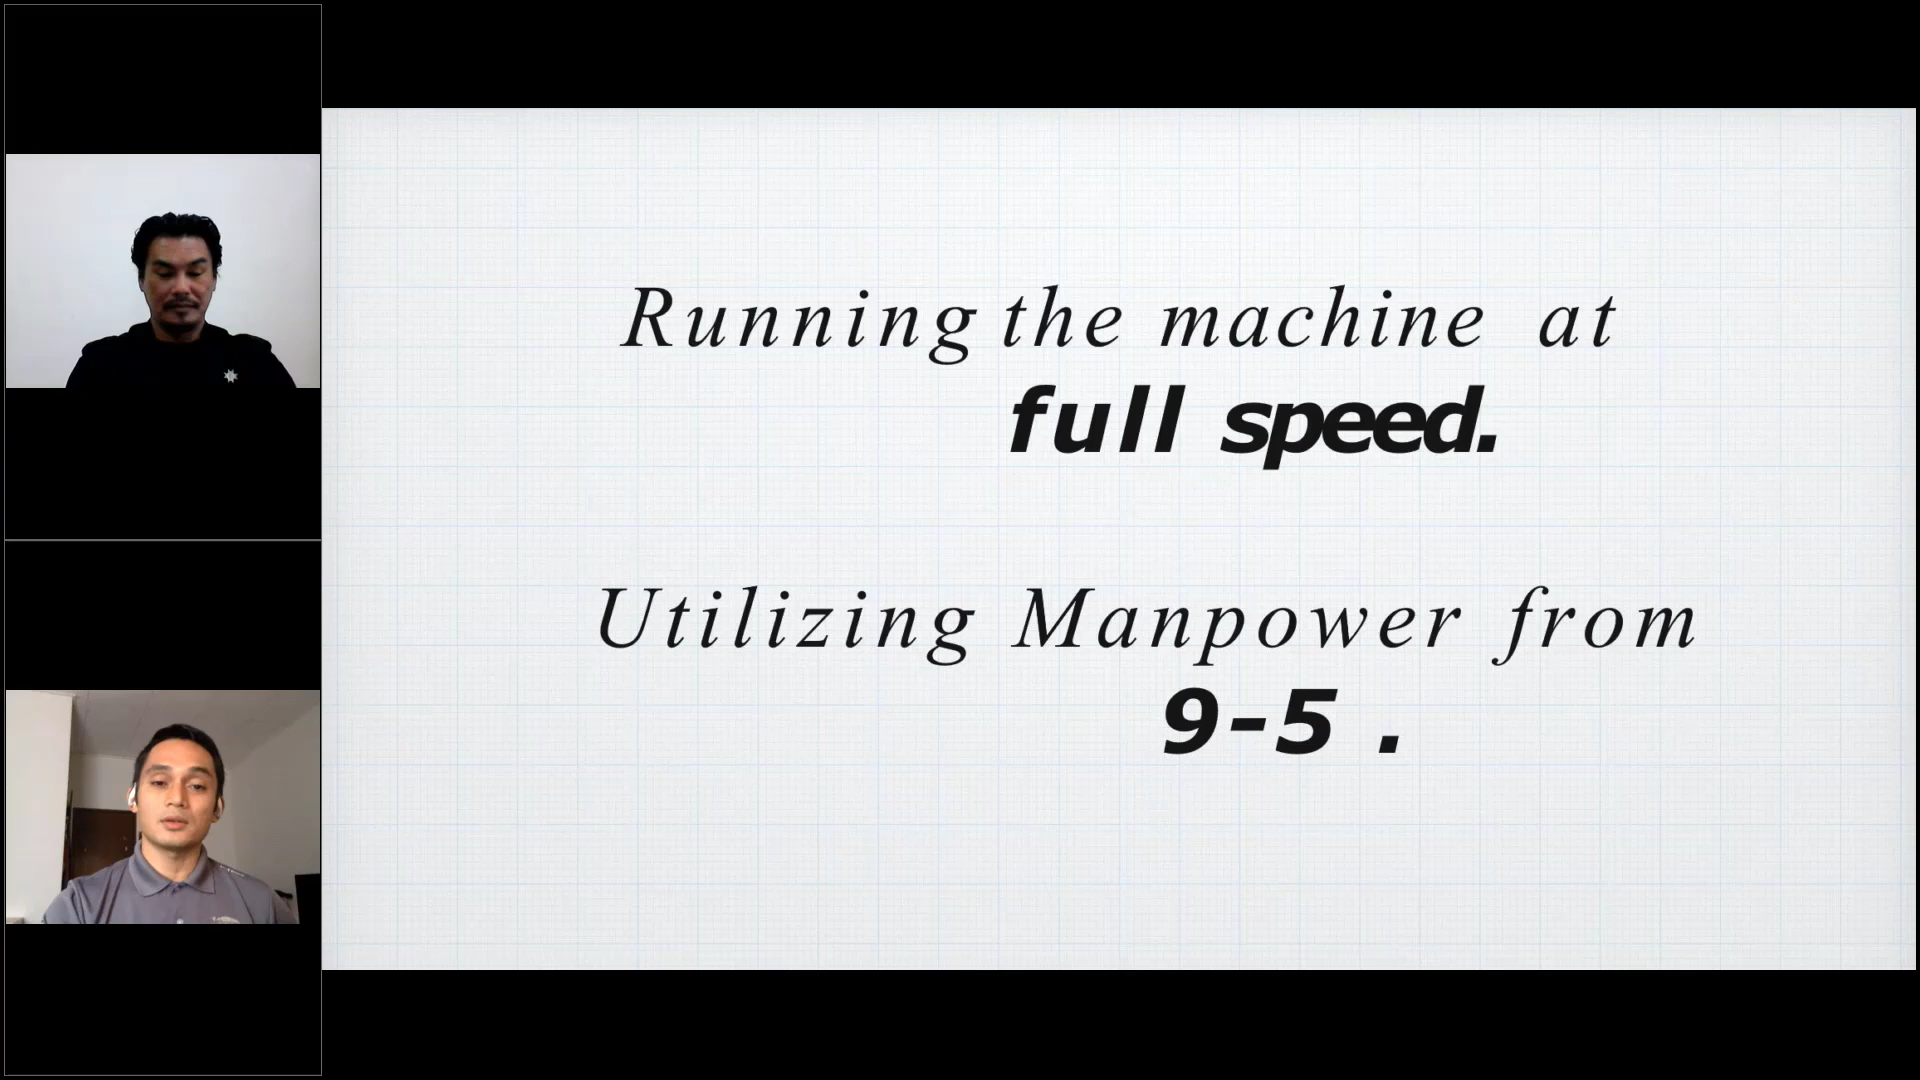 Running the machine at
full speed.
Utilizing Manpower from
9-5 .